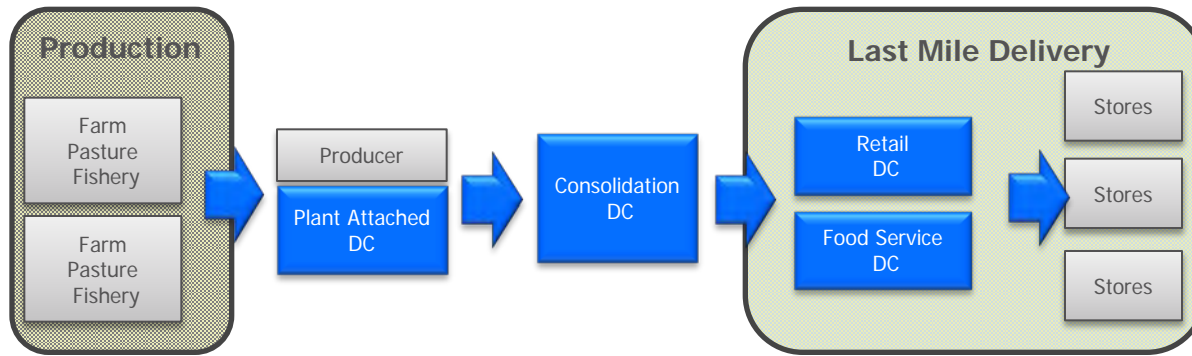 Production
Farm
Pasture
Fishery
Farm
Pasture
Fishery
Producer
Plant Attached
DC
Consolidation
DC
Last Mile Delivery
Retail
DC
Food Service
DC
Stores
Stores
Stores